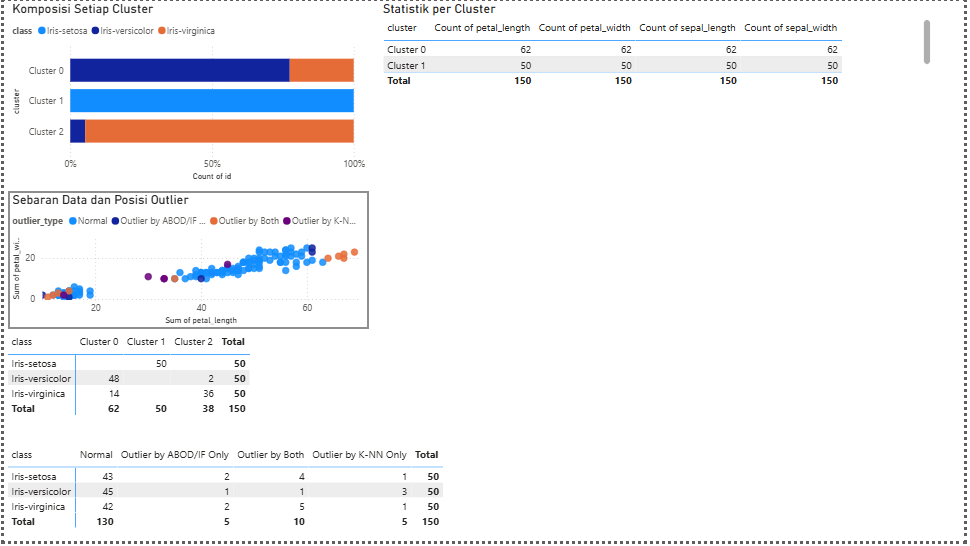 Komposisi Setiap Cluster
class Iris-setosa Iris-versicolor Iris-virginica
cluster
Cluster 0
Cluster 1
Cluster 2
0% 50% 100%
Count of id
Statistik per Cluster
cluster Count of petal_length Count of petal_width Count of sepal_length Count of sepal_width
Cluster 0 62 62 62 62
Cluster 1 50 50 50 50
Total 150 150 150 150
Sebaran Data dan Posisi Outlier
outlier_type Normal Outlier by ABOD/IF ... Outlier by Both Outlier by K-N...
Sum of petal_wi...
20
0
20 40 60
Sum of petal_length
class Cluster 0 Cluster 1 Cluster 2 Total
Iris-setosa 50 50
Iris-versicolor 48 2 50
Iris-virginica 14 36 50
Total 62 50 38 150
class Normal Outlier by ABOD/IF Only Outlier by Both Outlier by K-NN Only Total
Iris-setosa 43 2 4 1 50
Iris-versicolor 45 1 1 3 50
Iris-virginica 42 2 5 1 50
Total 130 5 10 5 150